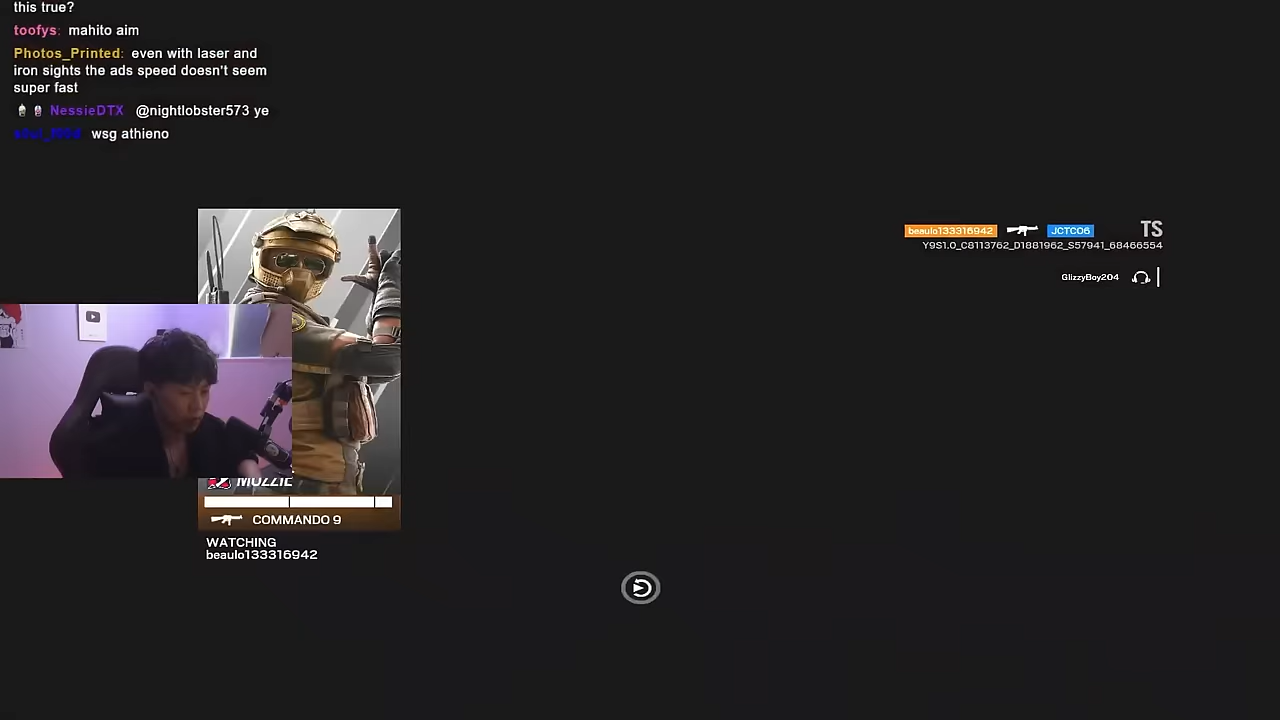 this true?
toofys: mahito aim
Photos_Printed: even with laser and
iron sights the ads speed doesn't seem
super fast
NessieDTX @nightlobster573 ye
wsg athieno
beaulo133316942 JCTC06 TS
Y9S1.0_C8113762_D1881962_S57941_68466554
GlizzyBoy204
MOZZIE
COMMANDO 9
WATCHING
beaulo133316942